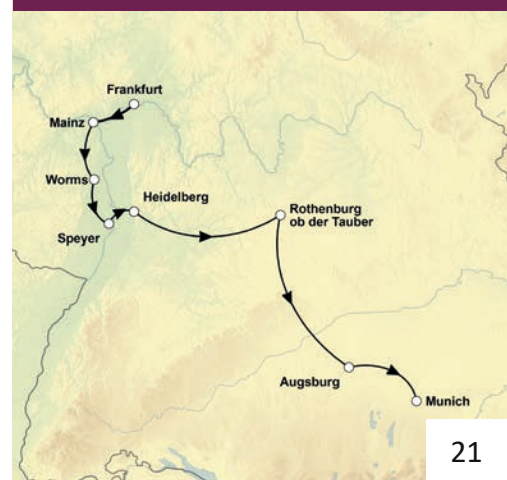 Frankfurt
Mainz
Worms
Heidelberg
Speyer
Rothenburg
ob der Tauber
Augsburg
Munich
21